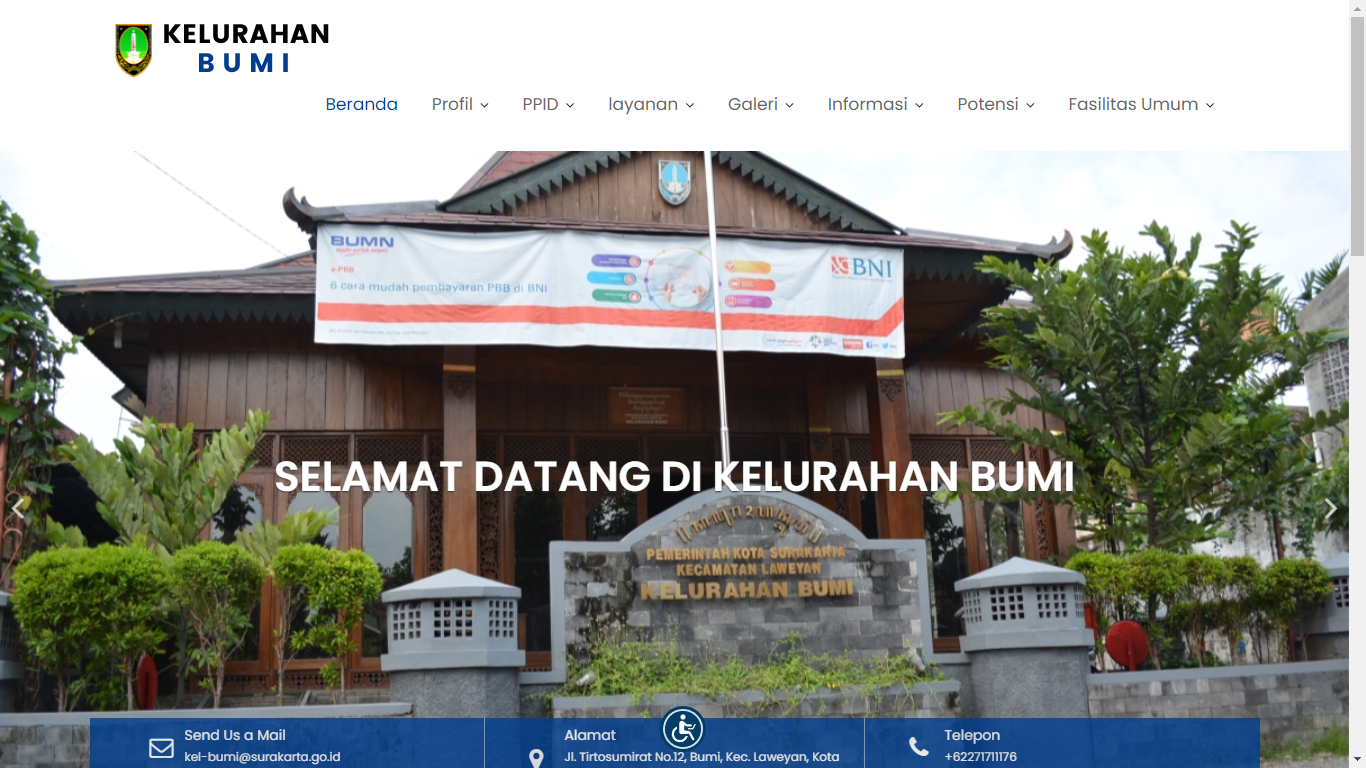 KELURAHAN
BUMI
Beranda Profil PPID layanan Galeri Informasi Potensi Fasilitas Umum
BUMN
e-PBB
6 cara mudah pembayaran PBB di BNI
BNI
SELAMAT DATANG DI KELURAHAN BUMI
PEMERINTAH KOTA SURAKARTA
KECAMATAN LAWEYAN
KELURAHAN BUMI
Send Us a Mail
kel-bumi@surakarta.go.id
Alamat
Jl. Tirtosumirat No.12, Bumi, Kec. Laweyan, Kota
Telepon
+62271711176